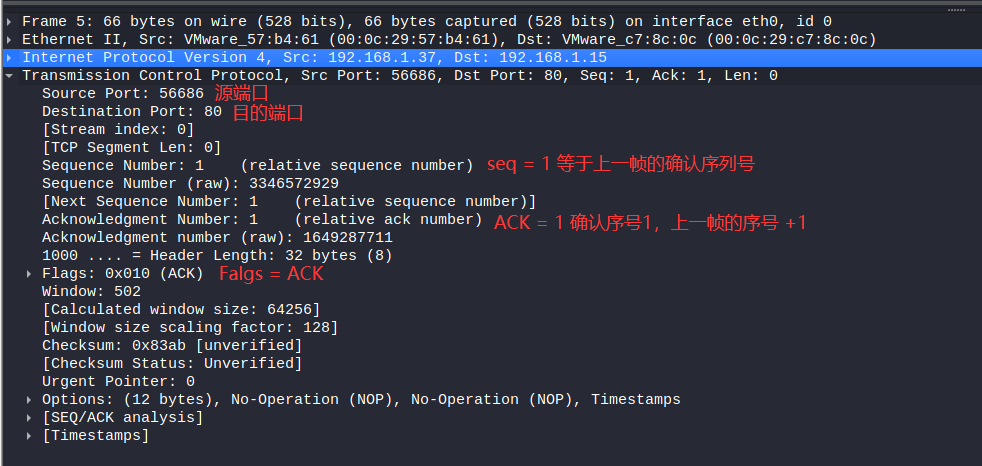 Frame 5: 66 bytes on wire (528 bits), 66 bytes captured (528 bits) on interface eth0, id 0
Ethernet II, Src: VMware_57:b4:61 (00:0c:29:57:b4:61), Dst: VMware_c7:8c:0c (00:0c:29:c7:8c:0c)
Internet Protocol Version 4, Src: 192.168.1.37, Dst: 192.168.1.15
Transmission Control Protocol, Src Port: 56686, Dst Port: 80, Seq: 1, Ack: 1, Len: 0
Source Port: 56686 源端口
Destination Port: 80 目的端口
[Stream index: 0]
[TCP Segment Len: 0]
Sequence Number: 1    (relative sequence number) seq = 1 等于上一帧的确认序列号
Sequence Number (raw): 3346572929
[Next Sequence Number: 1    (relative sequence number)]
Acknowledgment Number: 1    (relative ack number) ACK = 1 确认序号1，上一帧的序号 +1
Acknowledgment number (raw): 1649287711
1000 .... = Header Length: 32 bytes (8)
Flags: 0x010 (ACK) Falgs = ACK
Window: 502
[Calculated window size: 64256]
[Window size scaling factor: 128]
Checksum: 0x83ab [unverified]
[Checksum Status: Unverified]
Urgent Pointer: 0
Options: (12 bytes), No-Operation (NOP), No-Operation (NOP), Timestamps
[SEQ/ACK analysis]
[Timestamps]